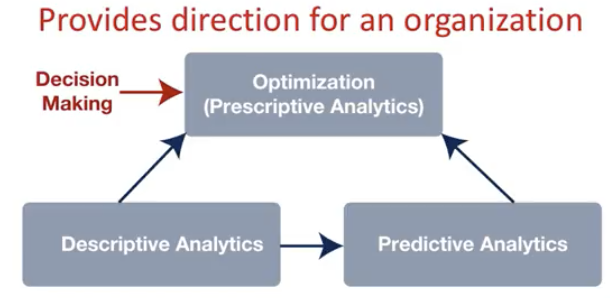 Provides direction for an organization
Decision
Making
Optimization
(Prescriptive Analytics)
Descriptive Analytics
Predictive Analytics